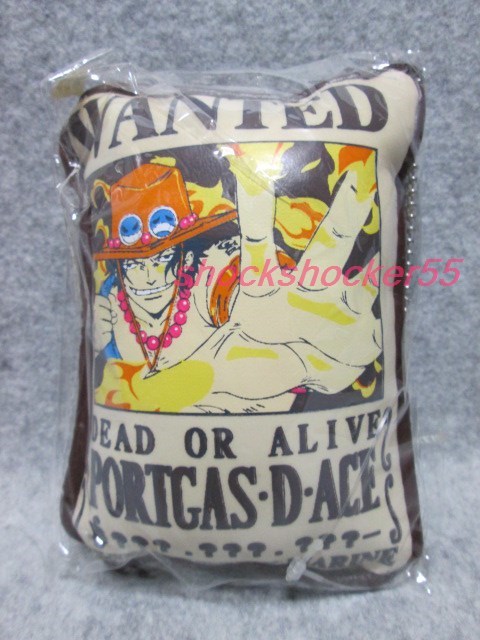 WANTED
shockshocker55
DEAD OR ALIVE
PORTGAS·D·ACE
???.???.???-
MARINE